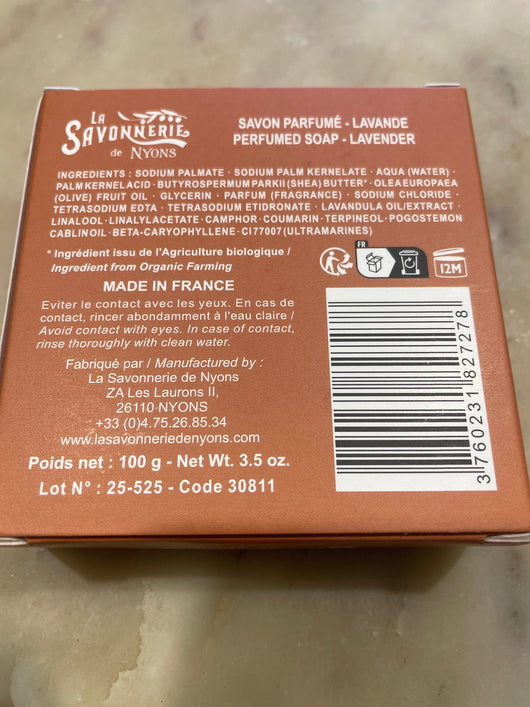 LA
SAVONNERIE
de NYONS
SAVON PARFUMÉ - LAVANDE
PERFUMED SOAP - LAVENDER
INGREDIENTS : SODIUM PALMATE · SODIUM PALM KERNELATE · AQUA (WATER) ·
PALM KERNEL ACID · BUTYROSPERMUM PARKII (SHEA) BUTTER* · OLEA EUROPAEA
(OLIVE) FRUIT OIL · GLYCERIN · PARFUM (FRAGRANCE) · SODIUM CHLORIDE ·
TETRASODIUM EDTA · TETRASODIUM ETIDRONATE · LAVANDULA OIL/EXTRACT ·
LINALOOL · LINALYL ACETATE · CAMPHOR · COUMARIN · TERPINEOL · POGOSTEMON
CABLIN OIL · BETA-CARYOPHYLLENE · CI 77007 (ULTRAMARINES)
* Ingrédient issu de l'Agriculture biologique /
Ingredient from Organic Farming
FR
12M
MADE IN FRANCE
Eviter le contact avec les yeux. En cas de
contact, rincer abondamment à l'eau claire /
Avoid contact with eyes. In case of contact,
rinse thoroughly with clean water.
Fabriqué par / Manufactured by :
La Savonnerie de Nyons
ZA Les Laurons II,
26110 NYONS
+33 (0)4.75.26.85.34
www.lasavonneriedenyons.com
Poids net : 100 g - Net Wt. 3.5 oz.
Lot N° : 25-525 - Code 30811
3 760231 827278